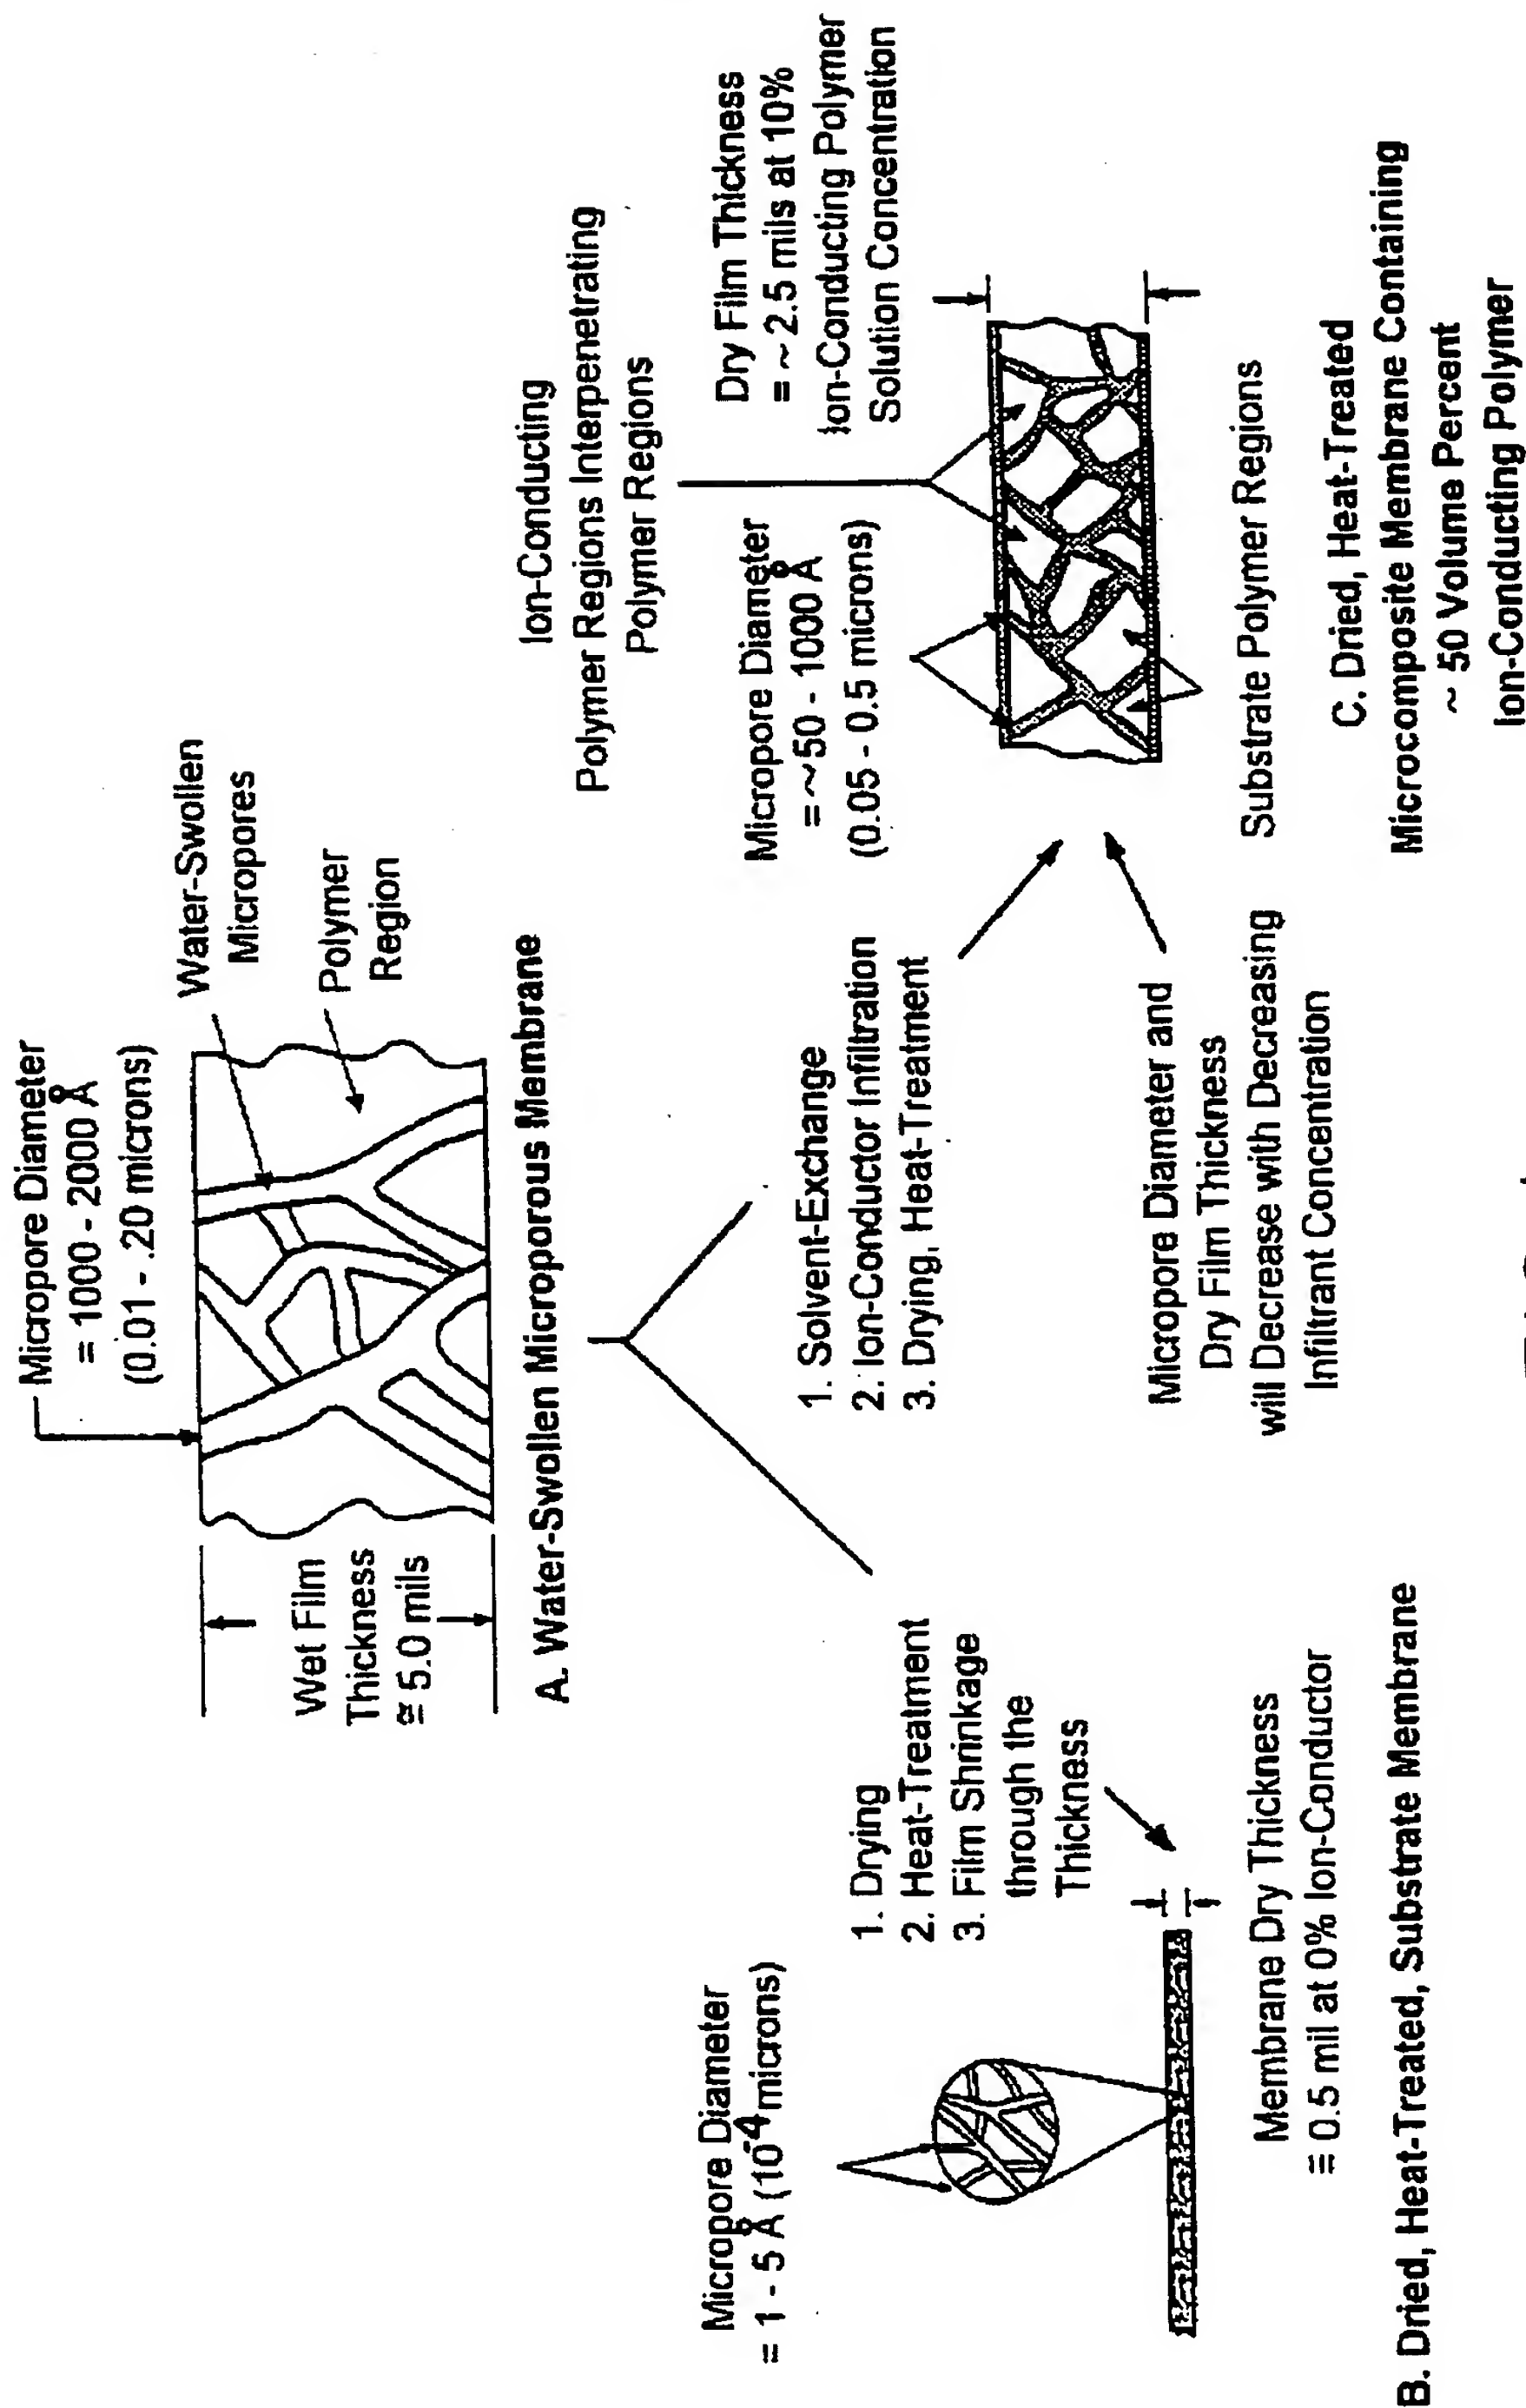 Micropore Diameter
= 1000 - 2000 Å
(0.01 - .20 microns)
Water-Swollen
Micropores
Polymer
Region
Wet Film
Thickness
≅ 5.0 mils
A. Water-Swollen Microporous Membrane
1. Drying
2. Heat-Treatment
3. Film Shrinkage
through the
Thickness
Micropore Diameter
= 1 - 5 Å (10-4 microns)
Membrane Dry Thickness
≡ 0.5 mil at 0% Ion-Conductor
B. Dried, Heat-Treated, Substrate Membrane
1. Solvent-Exchange
2. Ion-Conductor Infiltration
3. Drying, Heat-Treatment
Micropore Diameter and
Dry Film Thickness
will Decrease with Decreasing
Infiltrant Concentration
Ion-Conducting
Polymer Regions Interpenetrating
Polymer Regions
Micropore Diameter
= ~50 - 1000 Å
(0.05 - 0.5 microns)
Dry Film Thickness
= ~ 2.5 mils at 10%
Ion-Conducting Polymer
Solution Concentration
Substrate Polymer Regions
C. Dried, Heat-Treated
Microcomposite Membrane Containing
~ 50 Volume Percent
Ion-Conducting Polymer